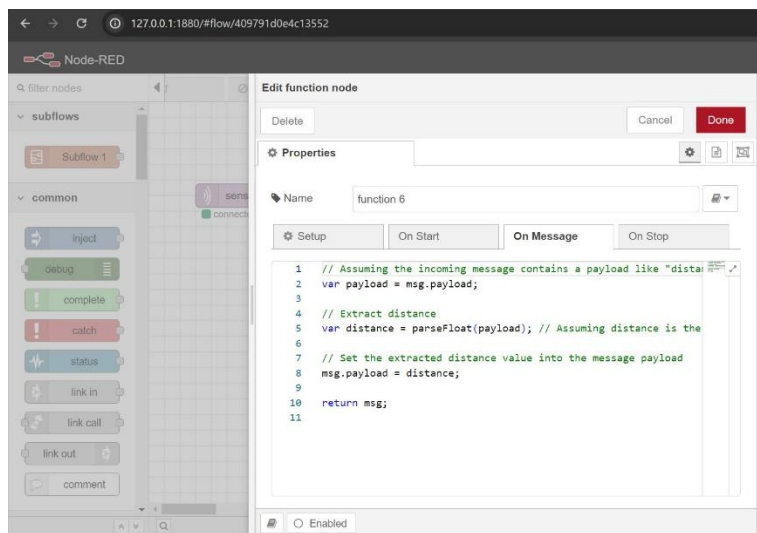 127.0.0.1:1880/#flow/409791d0e4c13552
Node-RED
filter nodes
Edit function node
subflows
Delete
Cancel
Done
Subflow 1
Properties
common
sens
connecte
Name
function 6
inject
Setup
On Start
On Message
On Stop
debug
complete
catch
status
link in
link call
link out
comment
1 // Assuming the incoming message contains a payload like "distan
2 var payload = msg.payload;
3
4 // Extract distance
5 var distance = parseFloat(payload); // Assuming distance is the
6
7 // Set the extracted distance value into the message payload
8 msg.payload = distance;
9
10 return msg;
11
Enabled